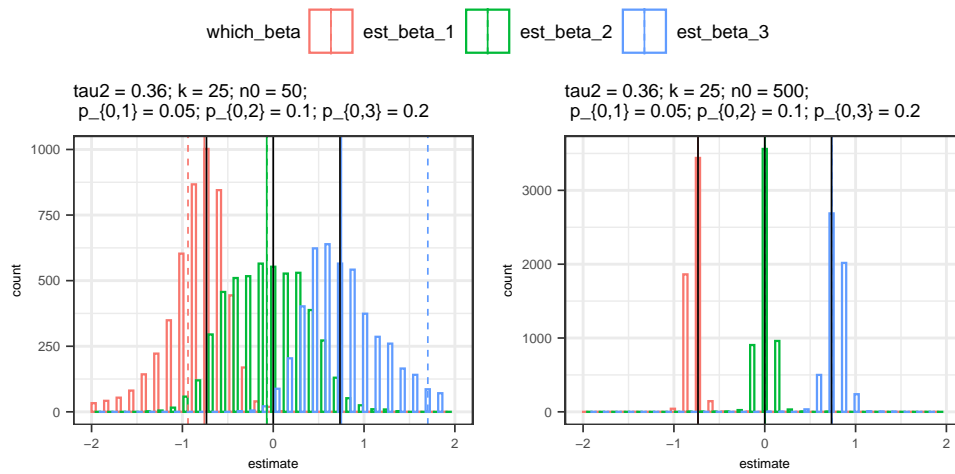 which_beta est_beta_1 est_beta_2 est_beta_3
tau2 = 0.36; k = 25; n0 = 50;
p_{0,1} = 0.05; p_{0,2} = 0.1; p_{0,3} = 0.2
1000
750
500
250
0
count
−2 −1 0 1 2
estimate
tau2 = 0.36; k = 25; n0 = 500;
p_{0,1} = 0.05; p_{0,2} = 0.1; p_{0,3} = 0.2
3000
2000
1000
0
count
−2 −1 0 1 2
estimate